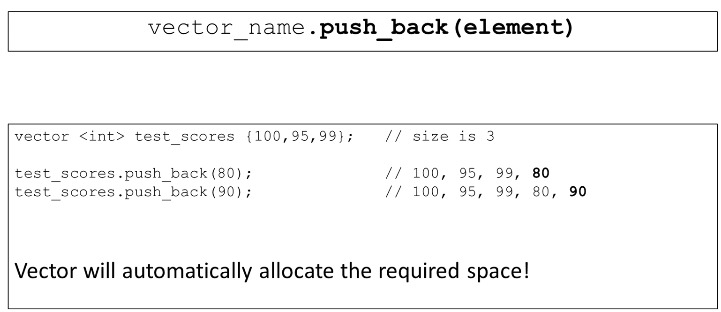 vector_name.push_back(element)
vector <int> test_scores {100,95,99};   // size is 3
test_scores.push_back(80);              // 100, 95, 99, 80
test_scores.push_back(90);              // 100, 95, 99, 80, 90
Vector will automatically allocate the required space!